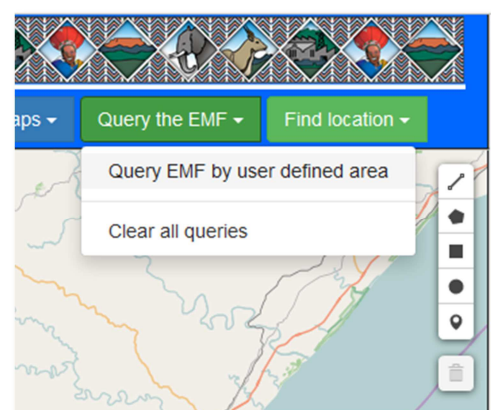 aps
Query the EMF
Find location
Query EMF by user defined area
Clear all queries